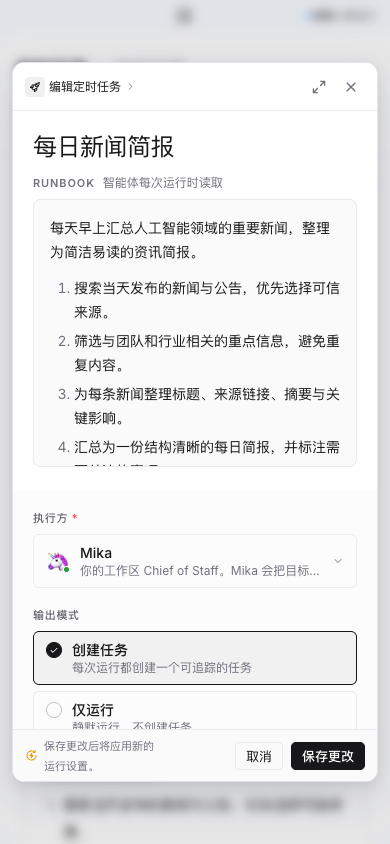 编辑定时任务
每日新闻简报
RUNBOOK 智能体每次运行时读取
每天早上汇总人工智能领域的重要新闻，整理
为简洁易读的资讯简报。
1. 搜索当天发布的新闻与公告，优先选择可信
来源。
2. 筛选与团队和行业相关的重点信息，避免重
复内容。
3. 为每条新闻整理标题、来源链接、摘要与关
键影响。
4. 汇总为一份结构清晰的每日简报，并标注需
执行方 *
Mika
你的工作区 Chief of Staff。Mika 会把目标...
输出模式
创建任务
每次运行都创建一个可追踪的任务
仅运行
静默运行，不创建任务
保存更改后将应用新的
运行设置。
取消
保存更改